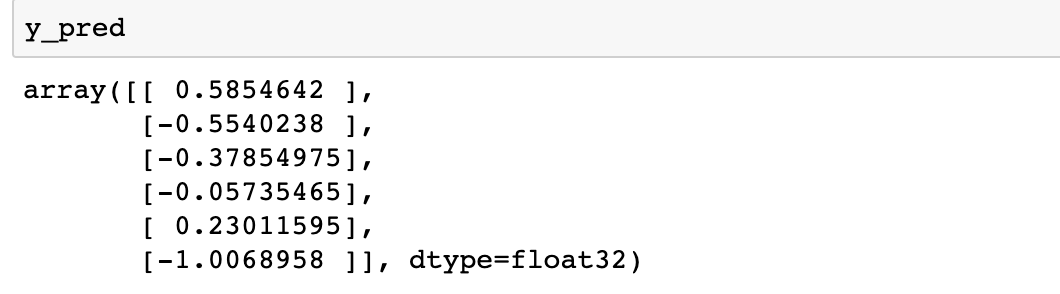 y_pred
array([[ 0.5854642 ],
       [-0.5540238 ],
       [-0.37854975],
       [-0.05735465],
       [ 0.23011595],
       [-1.0068958 ]], dtype=float32)